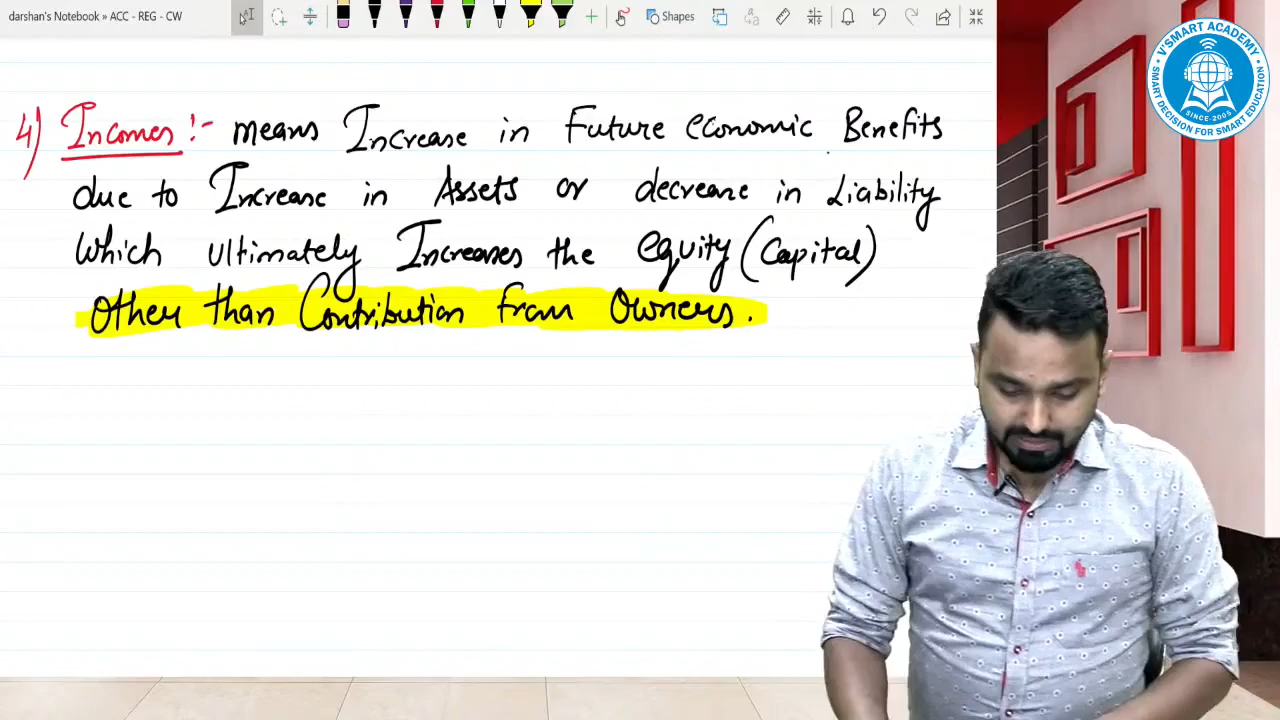 darshan's Notebook » ACC - REG - CW
Shapes
V'SMART ACADEMY
SMART DECISION FOR SMART EDUCATION
SINCE-2005
4) Incomes :- means Increase in Future economic Benefits
due to Increase in Assets or decrease in Liability
Which ultimately Increases the equity (Capital)
Other than Contribution from Owners.